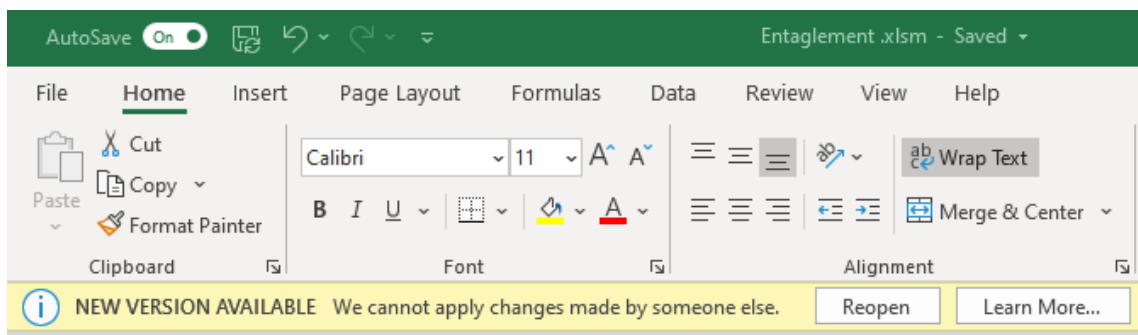 AutoSave On Entaglement .xlsm - Saved
File Home Insert Page Layout Formulas Data Review View Help
Cut
Calibri 11 A^ Aˇ ab Wrap Text
Copy
Paste
B I U A Merge & Center
Format Painter
Clipboard Font Alignment
NEW VERSION AVAILABLE We cannot apply changes made by someone else. Reopen Learn More...